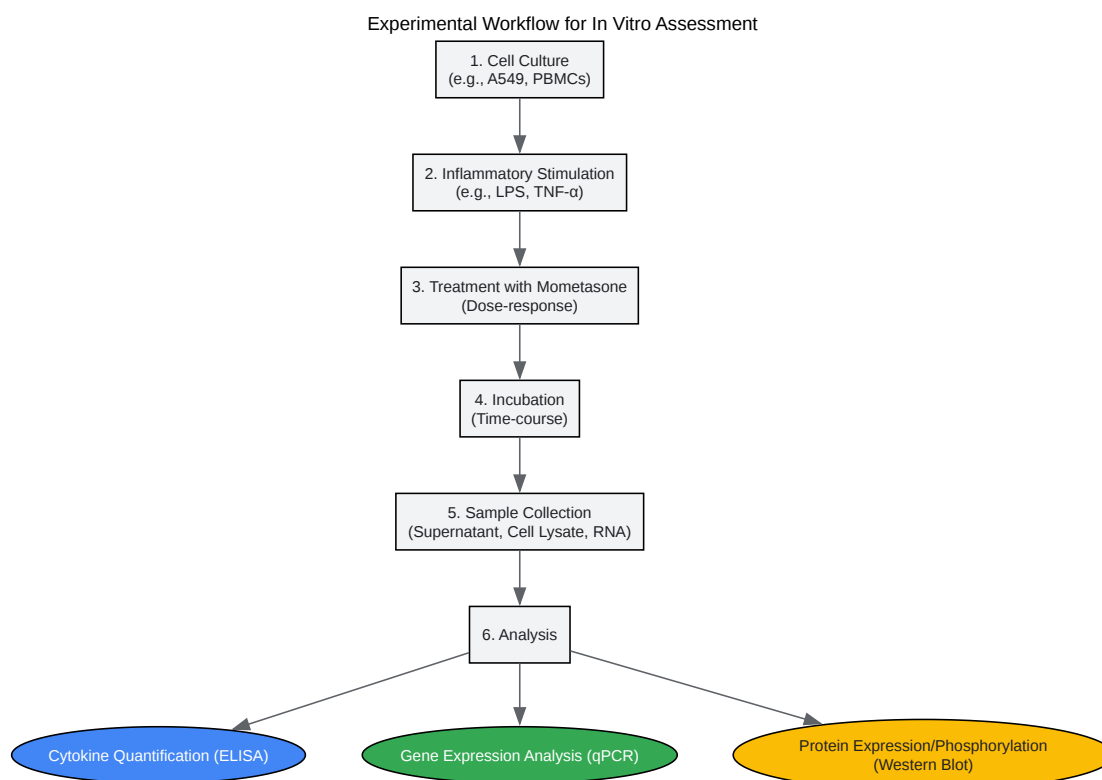 Experimental Workflow for In Vitro Assessment
1. Cell Culture
(e.g., A549, PBMCs)
2. Inflammatory Stimulation
(e.g., LPS, TNF-α)
3. Treatment with Mometasone
(Dose-response)
4. Incubation
(Time-course)
5. Sample Collection
(Supernatant, Cell Lysate, RNA)
6. Analysis
Cytokine Quantification (ELISA)
Gene Expression Analysis (qPCR)
Protein Expression/Phosphorylation
(Western Blot)